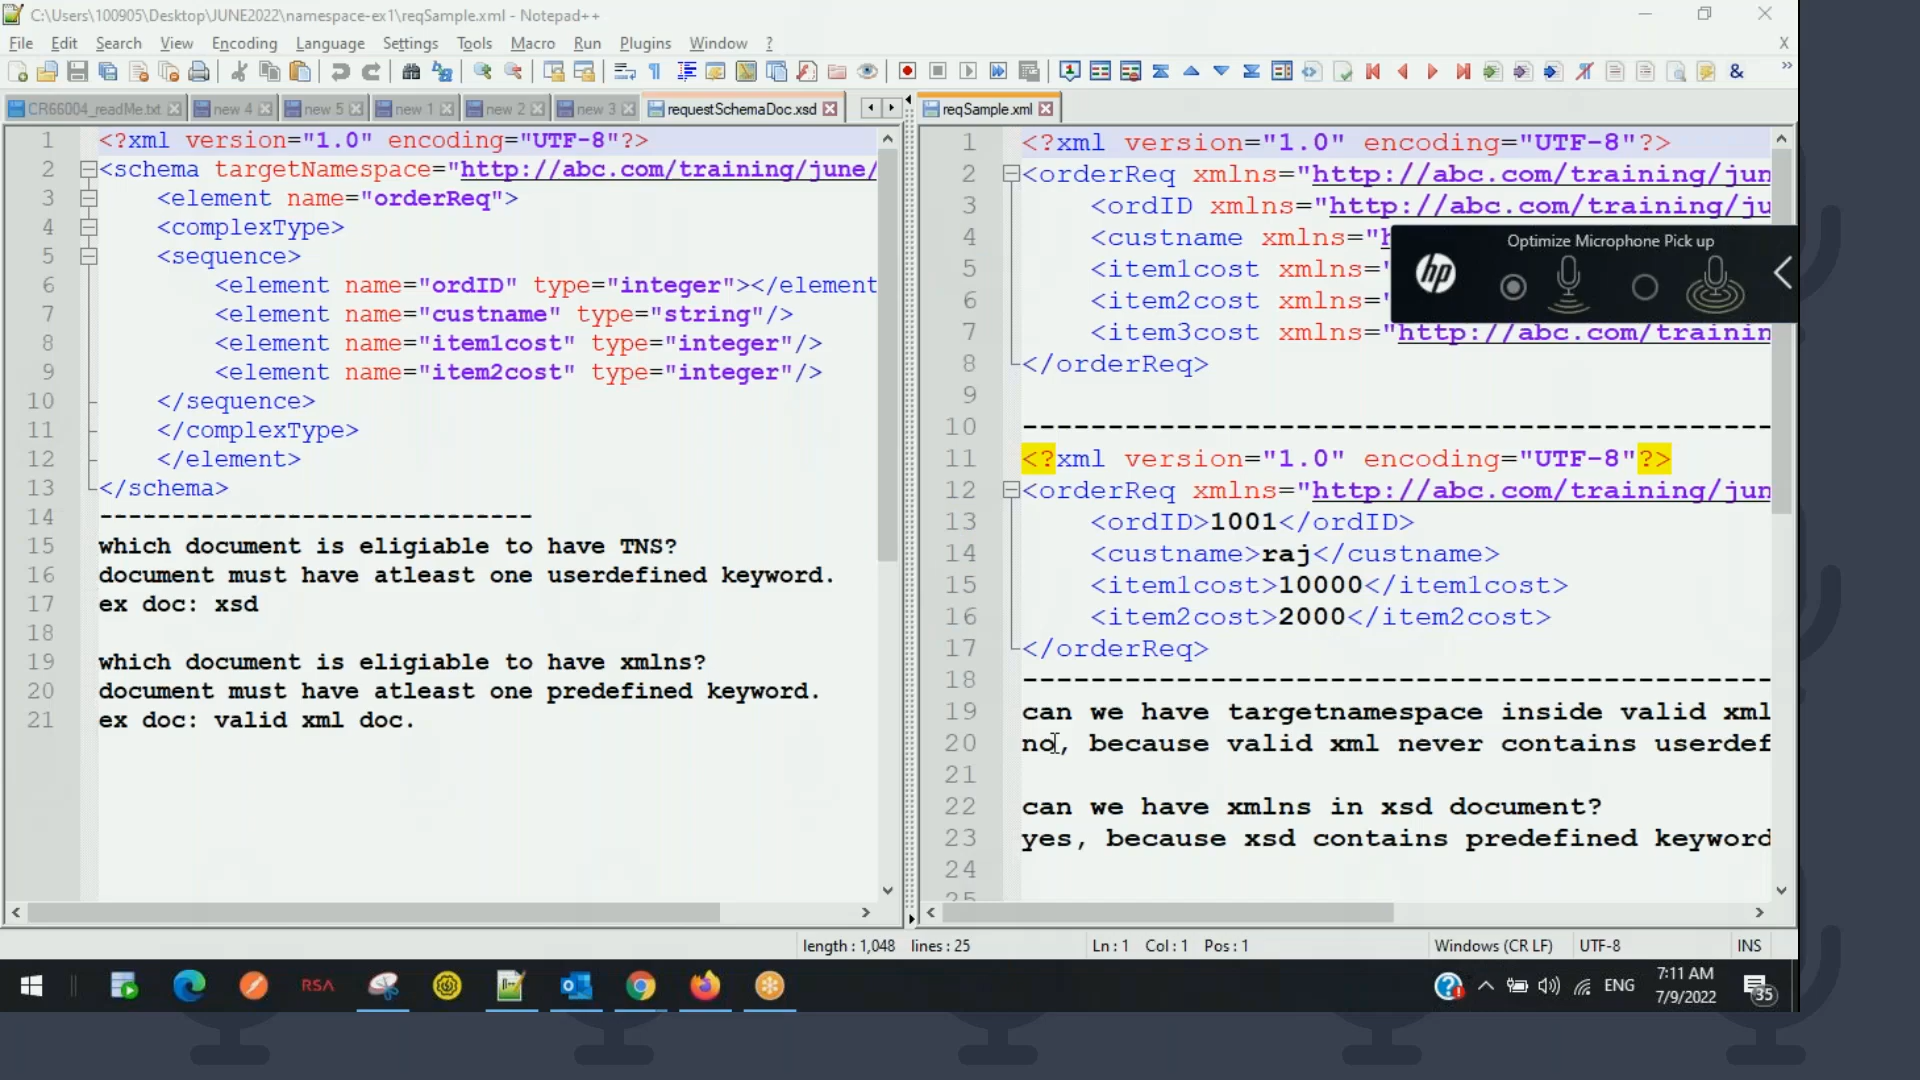 C:\Users\100905\Desktop\JUNE2022\namespace-ex1\reqSample.xml - Notepad++
File Edit Search View Encoding Language Settings Tools Macro Run Plugins Window ? X
CR66004_readMe.txt new 4 new 5 new 1 new 2 new 3 requestSchemaDoc.xsd
1 <?xml version="1.0" encoding="UTF-8"?>
2 <schema targetNamespace="http://abc.com/training/june/
3 <element name="orderReq">
4 <complexType>
5 <sequence>
6 <element name="ordID" type="integer"></element
7 <element name="custname" type="string"/>
8 <element name="item1cost" type="integer"/>
9 <element name="item2cost" type="integer"/>
10 </sequence>
11 </complexType>
12 </element>
13 </schema>
14 ------------------------------
15 which document is eligiable to have TNS?
16 document must have atleast one userdefined keyword.
17 ex doc: xsd
18
19 which document is eligiable to have xmlns?
20 document must have atleast one predefined keyword.
21 ex doc: valid xml doc.
reqSample.xml
1 <?xml version="1.0" encoding="UTF-8"?>
2 <orderReq xmlns="http://abc.com/training/jun
3 <ordID xmlns="http://abc.com/training/ju
4 <custname xmlns="h
5 <item1cost xmlns="
6 <item2cost xmlns="
7 <item3cost xmlns="http://abc.com/trainin
8 </orderReq>
9
10 --------------------------------------------
11 <?xml version="1.0" encoding="UTF-8"?>
12 <orderReq xmlns="http://abc.com/training/jun
13 <ordID>1001</ordID>
14 <custname>raj</custname>
15 <item1cost>10000</item1cost>
16 <item2cost>2000</item2cost>
17 </orderReq>
18 --------------------------------------------
19 can we have targetnamespace inside valid xml
20 no, because valid xml never contains userdef
21
22 can we have xmlns in xsd document?
23 yes, because xsd contains predefined keyword
24
25
Optimize Microphone Pick up
hp
length : 1,048 lines : 25 Ln : 1 Col : 1 Pos : 1 Windows (CR LF) UTF-8 INS
RSA
ENG
7:11 AM
7/9/2022
35